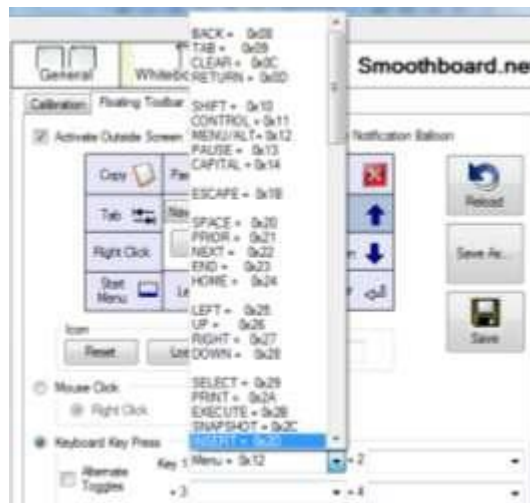 General
Smoothboard.ne
Calibration
Floating Toolbar
Activate Outside Screen
Notification Balloon
Copy
Tab
Right Click
Start
Menu
Reload
Save As...
Save
Icon
Reset
Mouse Click
Right Click
Keyboard Key Press
Alternate
Toggles
Key 1
+ 2
+ 3
+ 4
BACK = 0x08
TAB = 0x09
CLEAR = 0x0C
RETURN = 0x0D
SHIFT = 0x10
CONTROL = 0x11
MENU/ALT= 0x12
PAUSE = 0x13
CAPITAL = 0x14
ESCAPE = 0x1B
SPACE = 0x20
PRIOR = 0x21
NEXT = 0x22
END = 0x23
HOME = 0x24
LEFT = 0x25
UP = 0x26
RIGHT = 0x27
DOWN = 0x28
SELECT = 0x29
PRINT = 0x2A
EXECUTE = 0x2B
SNAPSHOT = 0x2C
INSERT = 0x2D
Menu = 0x12